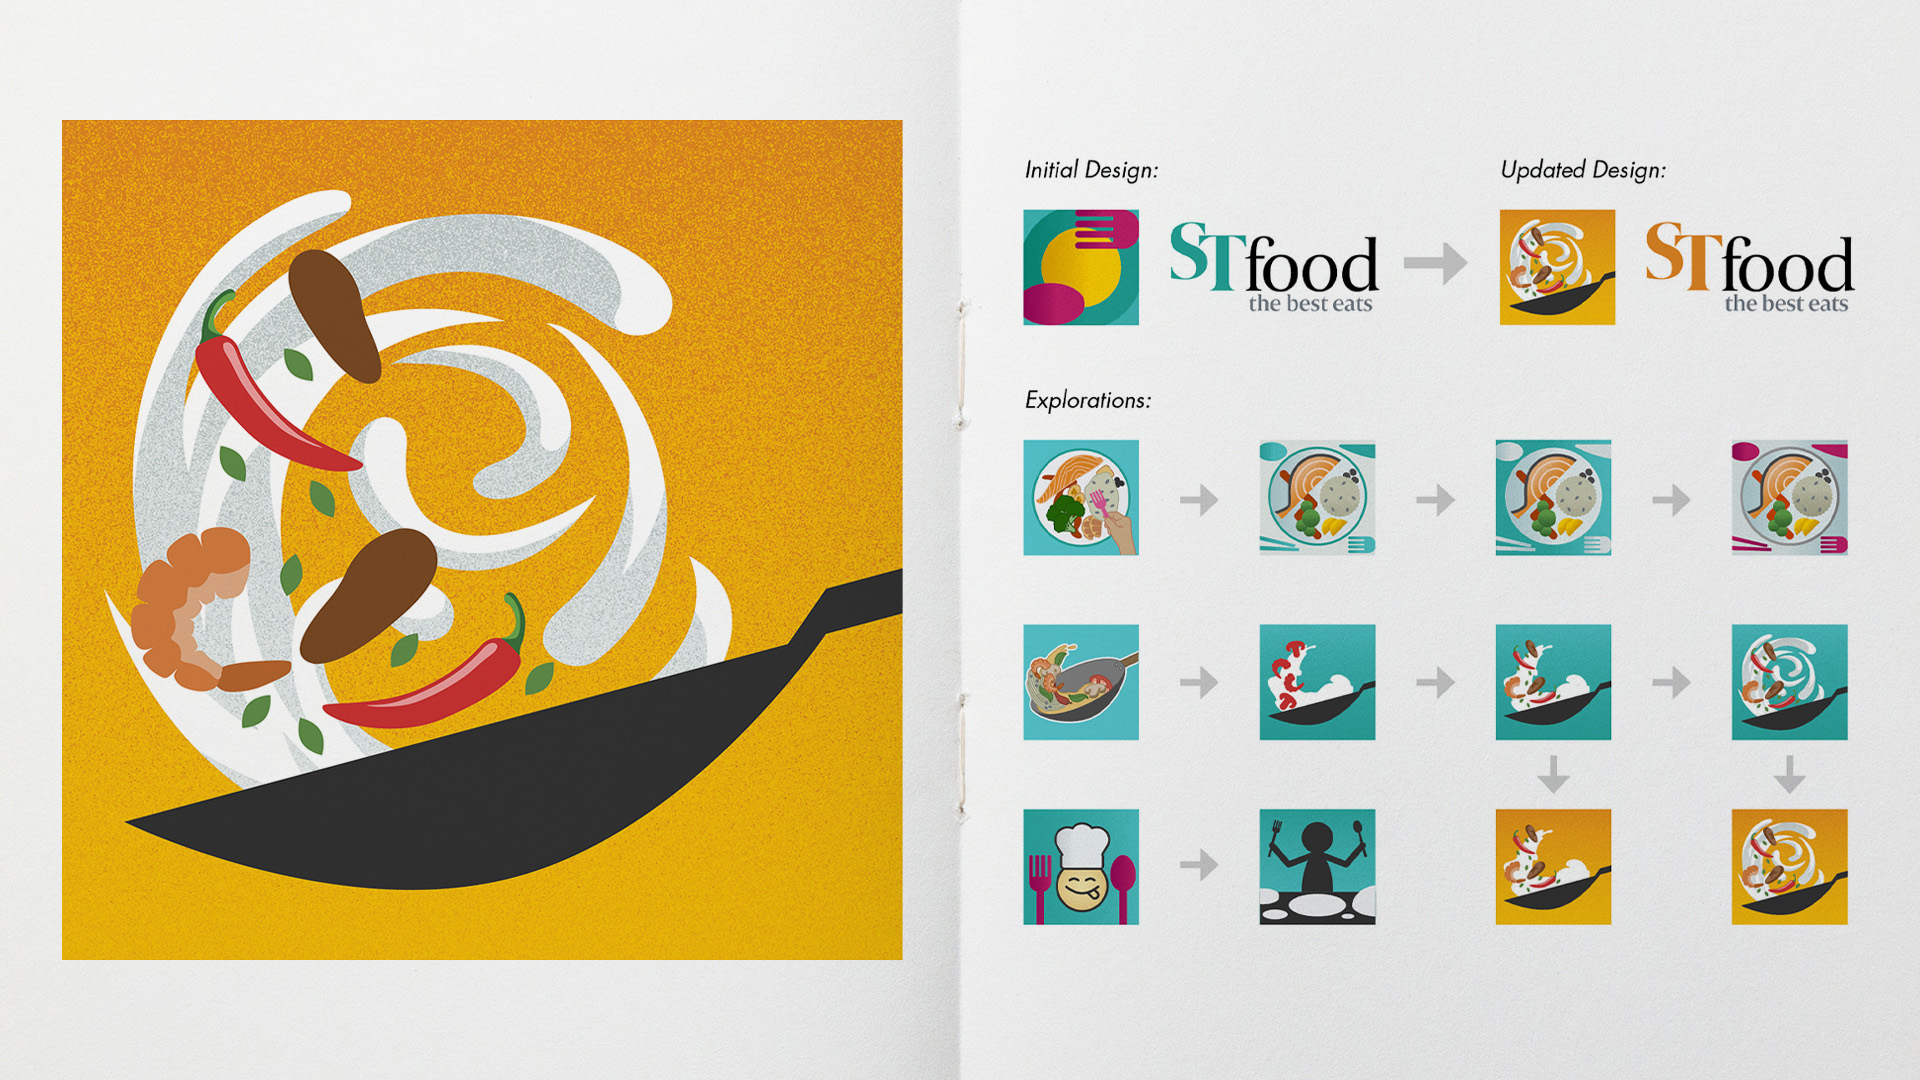 Initial Design:
Updated Design:
STfood
the best eats
STfood
the best eats
Explorations: